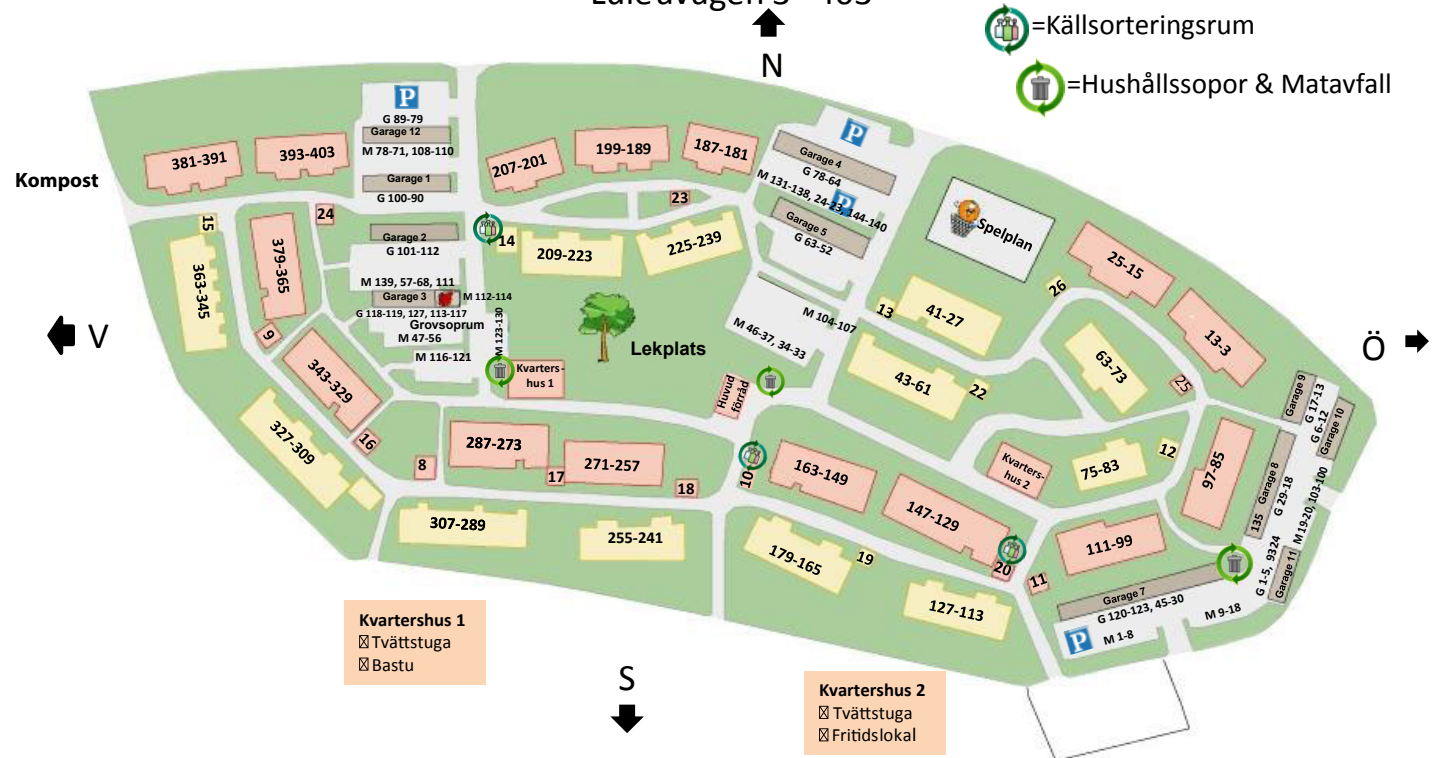 =Källsorteringsrum
N
=Hushållssopor & Matavfall
P
G 89-79
Garage 12
M 78-71, 108-110
Garage 1
G 100-90
381-391
393-403
207-201
199-189
187-181
P
Garage 4
G 78-64
M 131-138, 24-23, 144-140
P
Garage 5
G 63-52
Kompost
15
24
23
14
Garage 2
G 101-112
M 139, 57-68, 111
Garage 3
M 112-114
G 118-119, 127, 113-117
Grovsoprum
M 47-56
M 116-121
M 123-130
363-345
379-365
209-223
225-239
Spelplan
25-15
26
13
41-27
13-3
V
9
343-329
Lekplats
M 104-107
M 46-37, 34-33
Ö
Kvarters-
hus 1
Huvud
förråd
43-61
22
63-73
25
Garage 9
G 17-13
G 6-12
Garage 10
327-309
16
8
287-273
17
271-257
18
10
163-149
Kvarters-
hus 2
75-83
12
97-85
Garage 8
135
G 29-18
M 19-20, 103-100
307-289
255-241
147-129
179-165
19
20
11
111-99
G 1-5, 9324
Garage 11
127-113
Garage 7
G 120-123, 45-30
M 9-18
P
M 1-8
Kvartershus 1
Tvättstuga
Bastu
S
Kvartershus 2
Tvättstuga
Fritidslokal